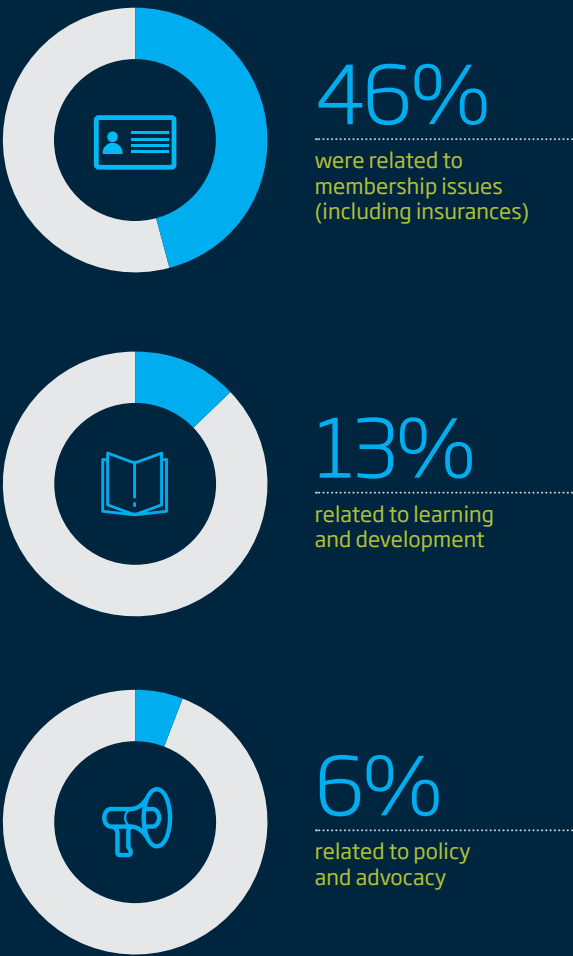 46%
were related to
membership issues
(including insurances)
13%
related to learning
and development
6%
related to policy
and advocacy